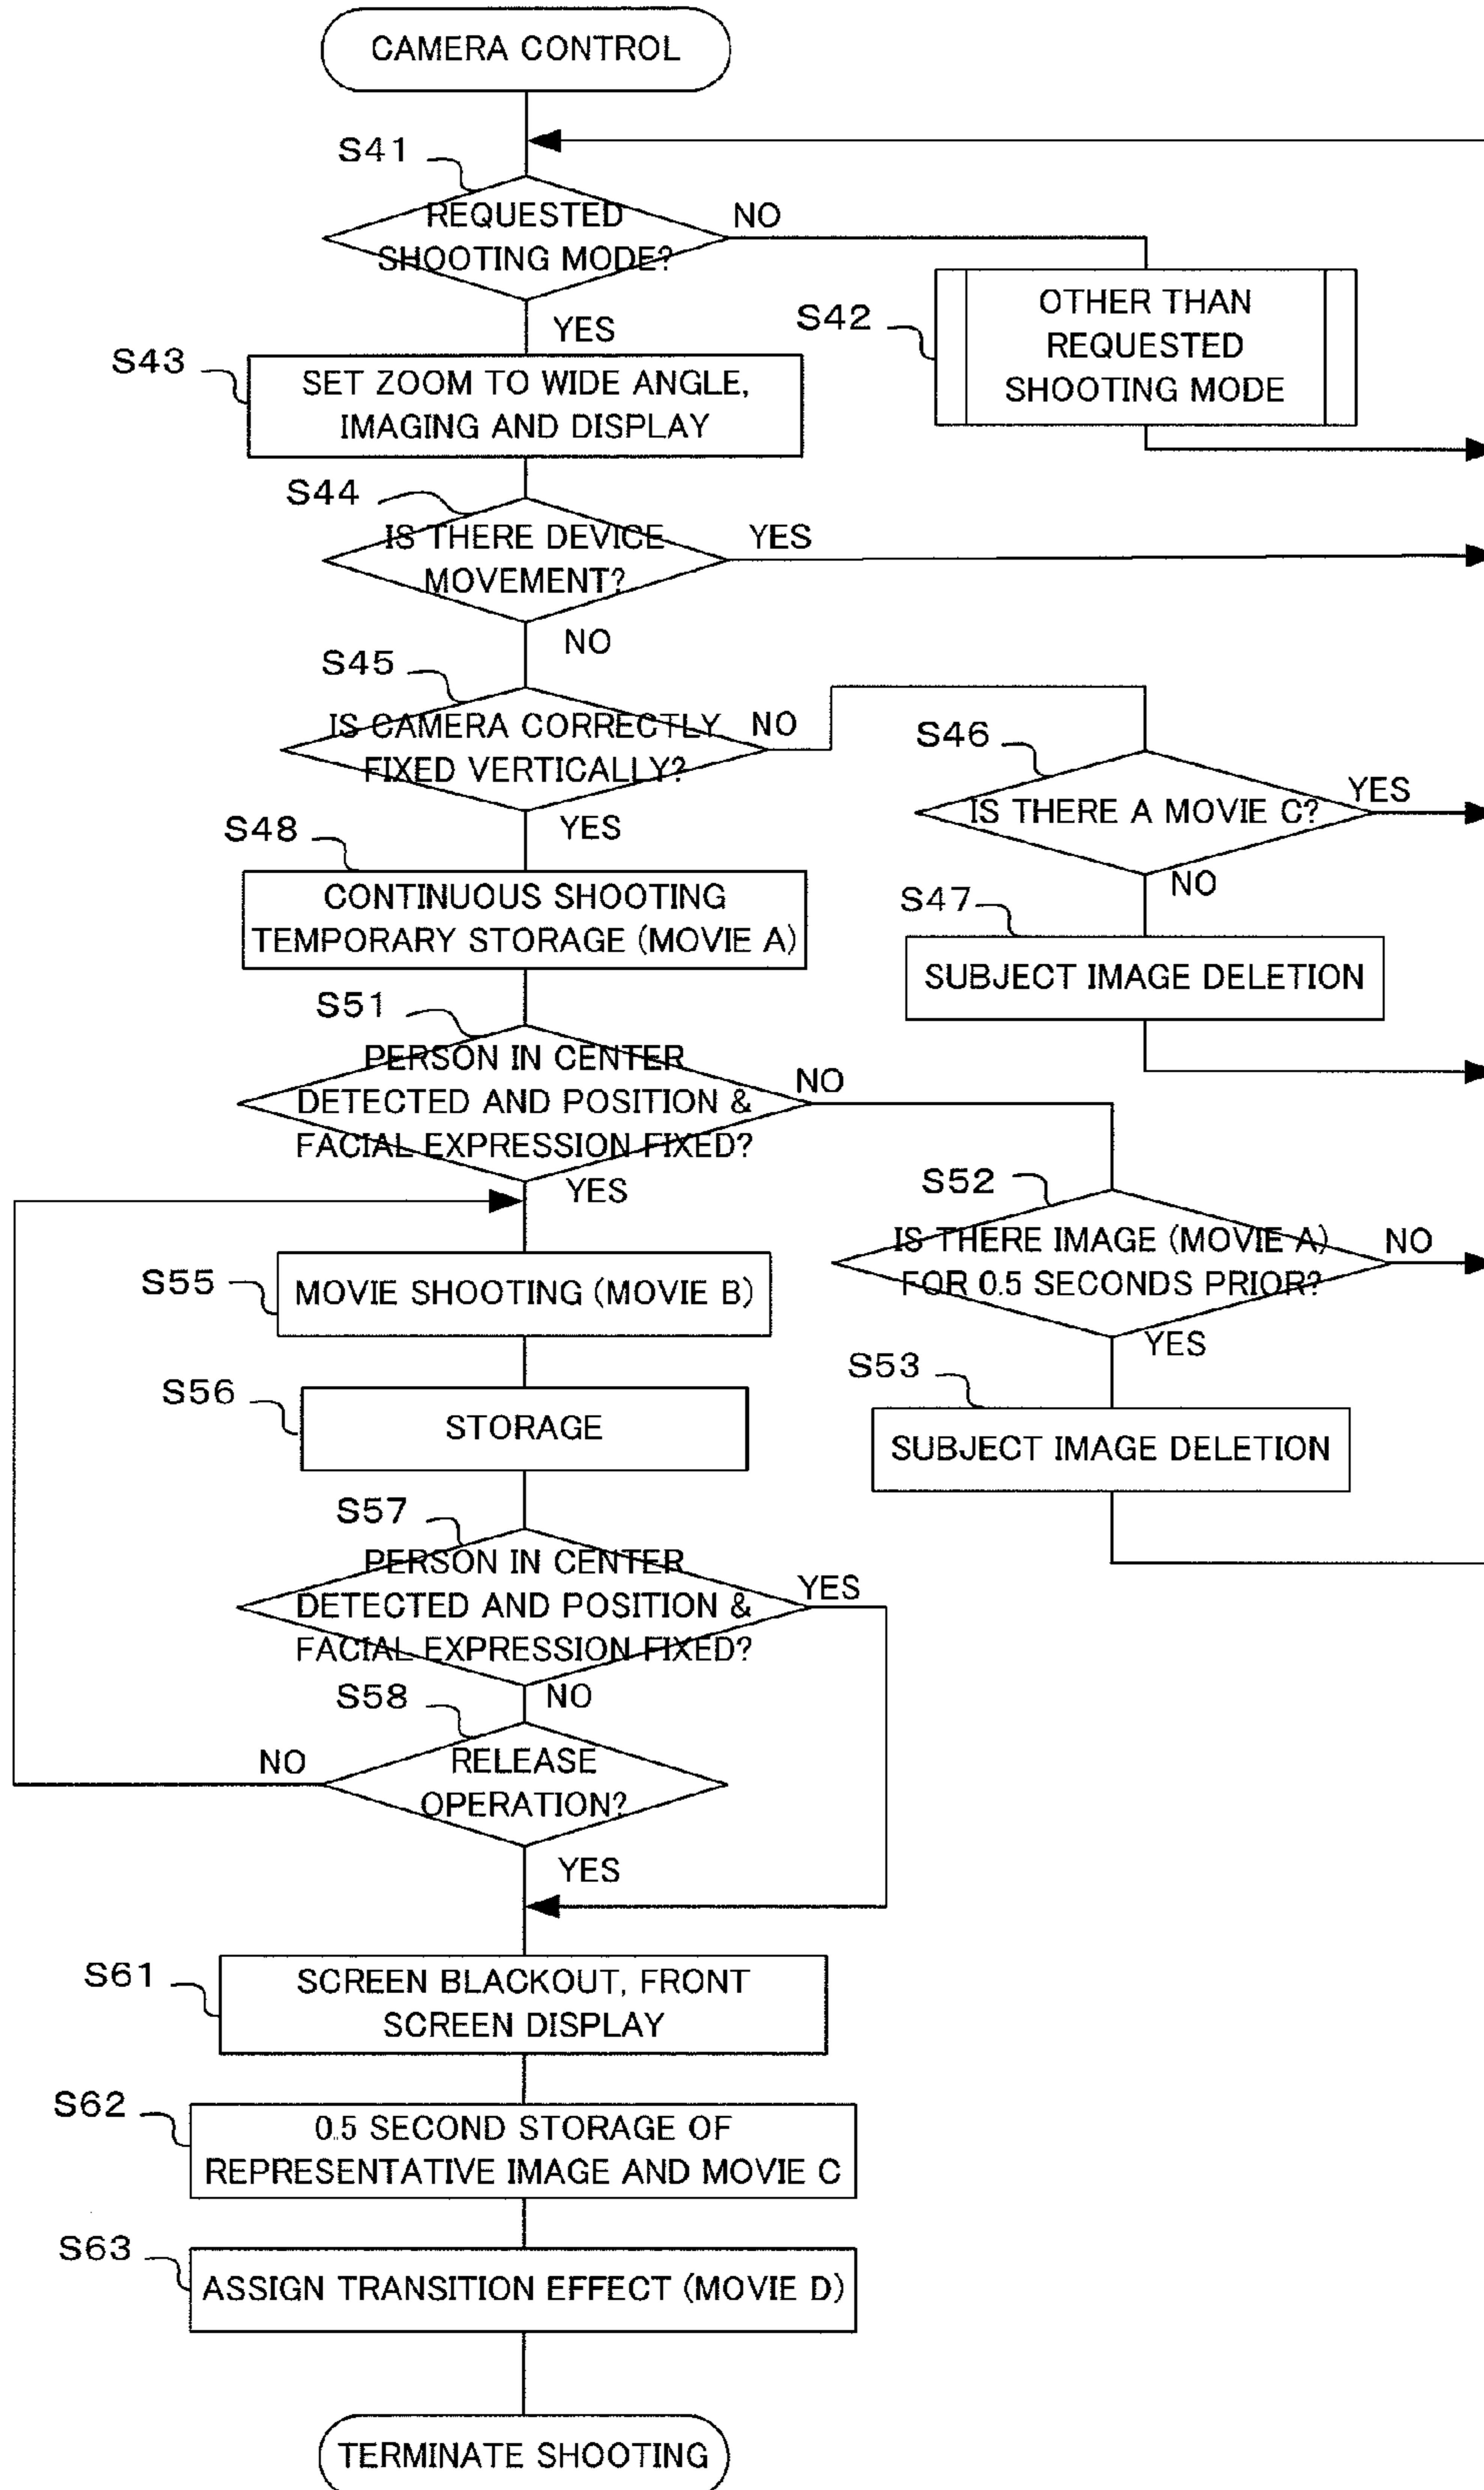 CAMERA CONTROL
S41
REQUESTED
SHOOTING MODE?
NO
YES
S42
OTHER THAN
REQUESTED
SHOOTING MODE
S43
SET ZOOM TO WIDE ANGLE,
IMAGING AND DISPLAY
S44
IS THERE DEVICE
MOVEMENT?
YES
NO
S45
IS CAMERA CORRECTLY
FIXED VERTICALLY?
NO
YES
S46
IS THERE A MOVIE C?
YES
NO
S47
SUBJECT IMAGE DELETION
S48
CONTINUOUS SHOOTING
TEMPORARY STORAGE (MOVIE A)
S51
PERSON IN CENTER
DETECTED AND POSITION &
FACIAL EXPRESSION FIXED?
NO
YES
S52
IS THERE IMAGE (MOVIE A)
FOR 0.5 SECONDS PRIOR?
NO
YES
S53
SUBJECT IMAGE DELETION
S55
MOVIE SHOOTING (MOVIE B)
S56
STORAGE
S57
PERSON IN CENTER
DETECTED AND POSITION &
FACIAL EXPRESSION FIXED?
YES
NO
S58
RELEASE
OPERATION?
NO
YES
S61
SCREEN BLACKOUT, FRONT
SCREEN DISPLAY
S62
0.5 SECOND STORAGE OF
REPRESENTATIVE IMAGE AND MOVIE C
S63
ASSIGN TRANSITION EFFECT (MOVIE D)
TERMINATE SHOOTING